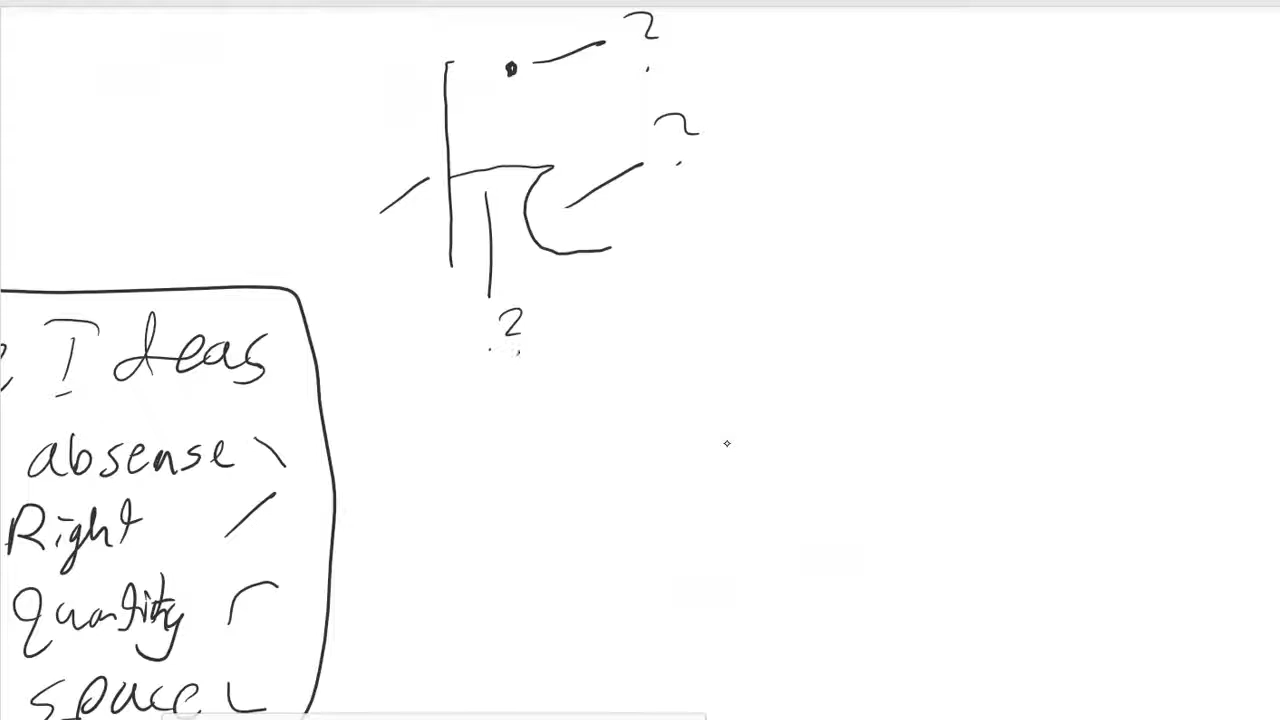 ?
?
?
Ideas
absense \
Right /
quantity
space